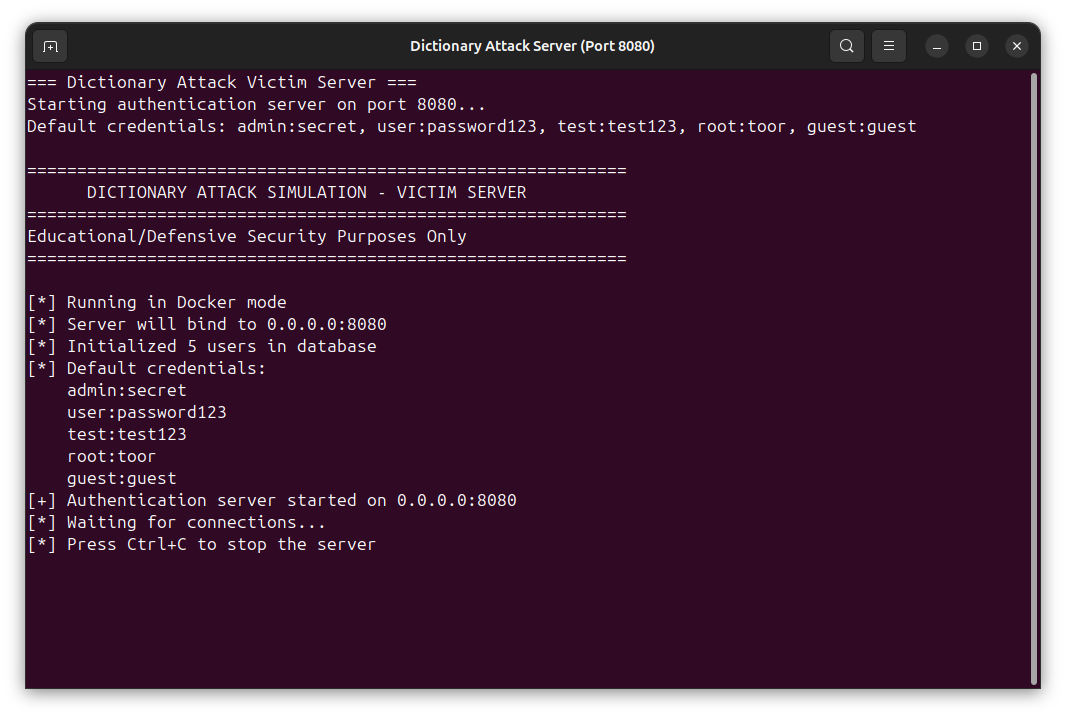 Dictionary Attack Server (Port 8080)
=== Dictionary Attack Victim Server ===
Starting authentication server on port 8080...
Default credentials: admin:secret, user:password123, test:test123, root:toor, guest:guest
============================================================
DICTIONARY ATTACK SIMULATION - VICTIM SERVER
============================================================
Educational/Defensive Security Purposes Only
============================================================
[*] Running in Docker mode
[*] Server will bind to 0.0.0.0:8080
[*] Initialized 5 users in database
[*] Default credentials:
admin:secret
user:password123
test:test123
root:toor
guest:guest
[+] Authentication server started on 0.0.0.0:8080
[*] Waiting for connections...
[*] Press Ctrl+C to stop the server